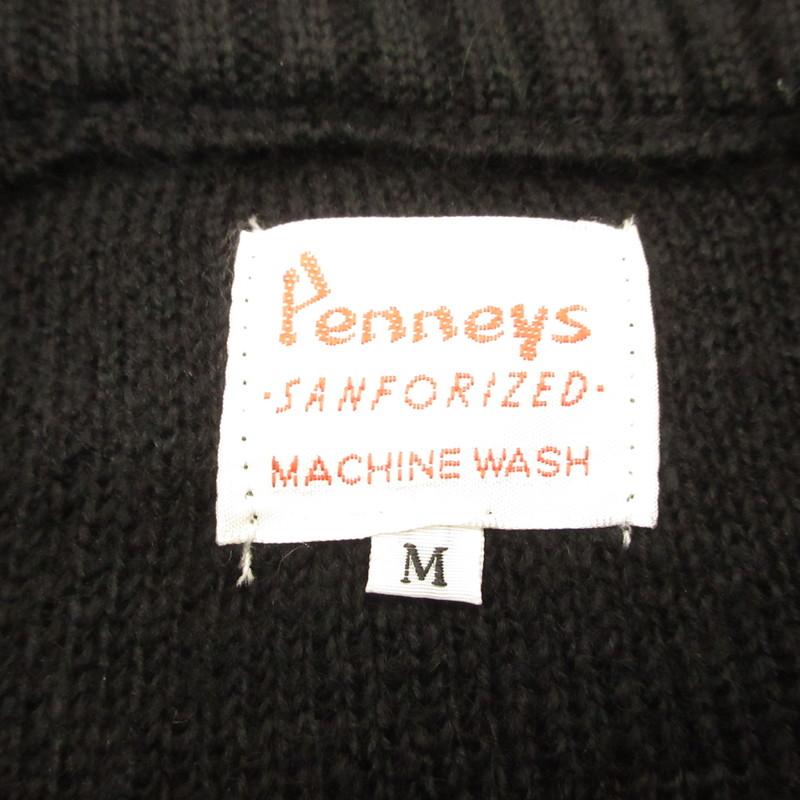 Penneys
·SANFORIZED·
MACHINE WASH
M